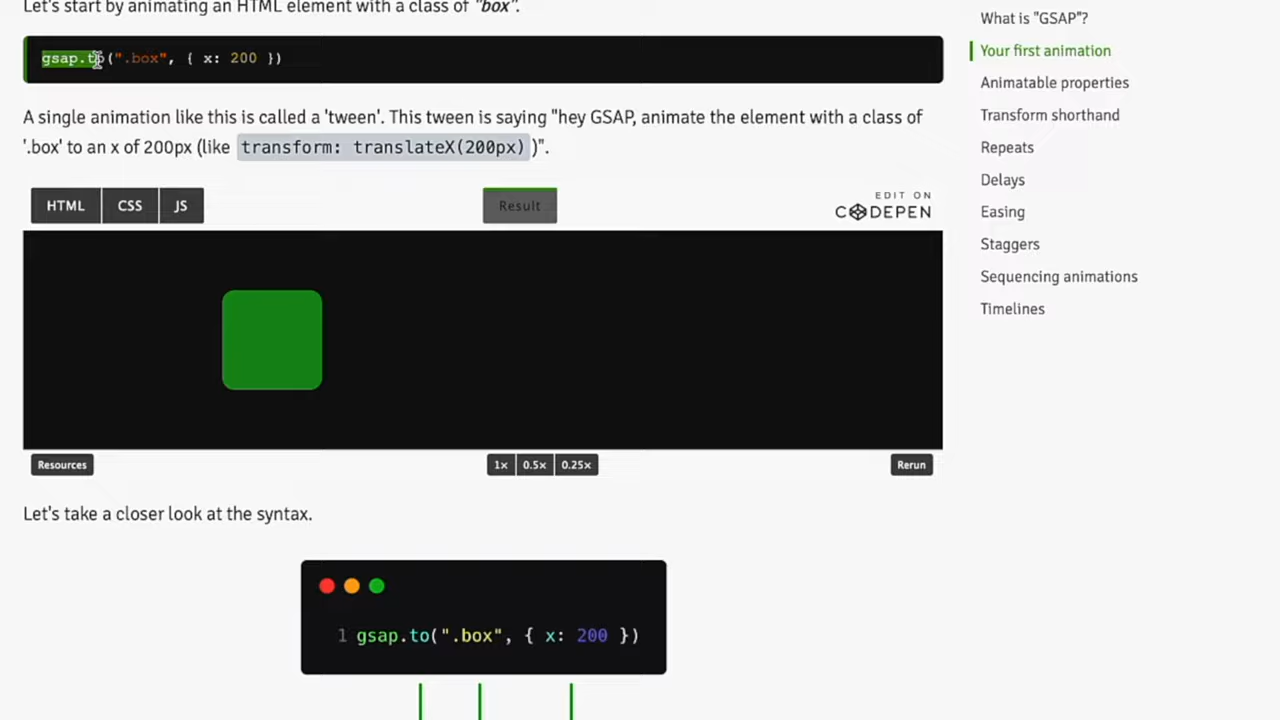 Let's start by animating an HTML element with a class of "box".
gsap.to(".box", { x: 200 })
A single animation like this is called a 'tween'. This tween is saying "hey GSAP, animate the element with a class of
'.box' to an x of 200px (like transform: translateX(200px) )".
HTML CSS JS Result EDIT ON
CODEPEN
Resources 1× 0.5× 0.25× Rerun
Let's take a closer look at the syntax.
1 gsap.to(".box", { x: 200 })
What is "GSAP"?
Your first animation
Animatable properties
Transform shorthand
Repeats
Delays
Easing
Staggers
Sequencing animations
Timelines